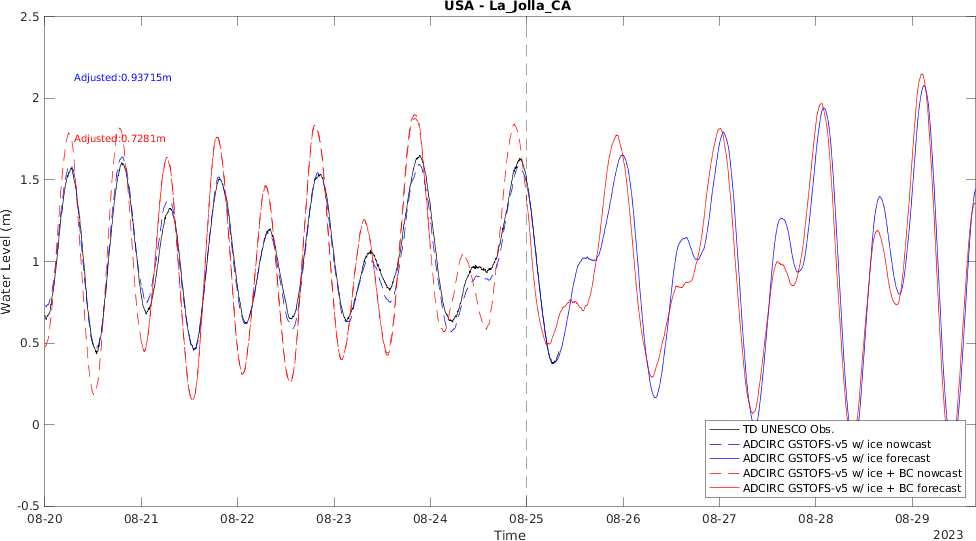 USA - La_Jolla_CA
Water Level (m)
2.5
2
1.5
1
0.5
0
-0.5
Adjusted:0.93715m
Adjusted:0.7281m
TD UNESCO Obs.
ADCIRC GSTOFS-v5 w/ ice nowcast
ADCIRC GSTOFS-v5 w/ ice forecast
ADCIRC GSTOFS-v5 w/ ice + BC nowcast
ADCIRC GSTOFS-v5 w/ ice + BC forecast
08-20 08-21 08-22 08-23 08-24 08-25 08-26 08-27 08-28 08-29
Time
2023